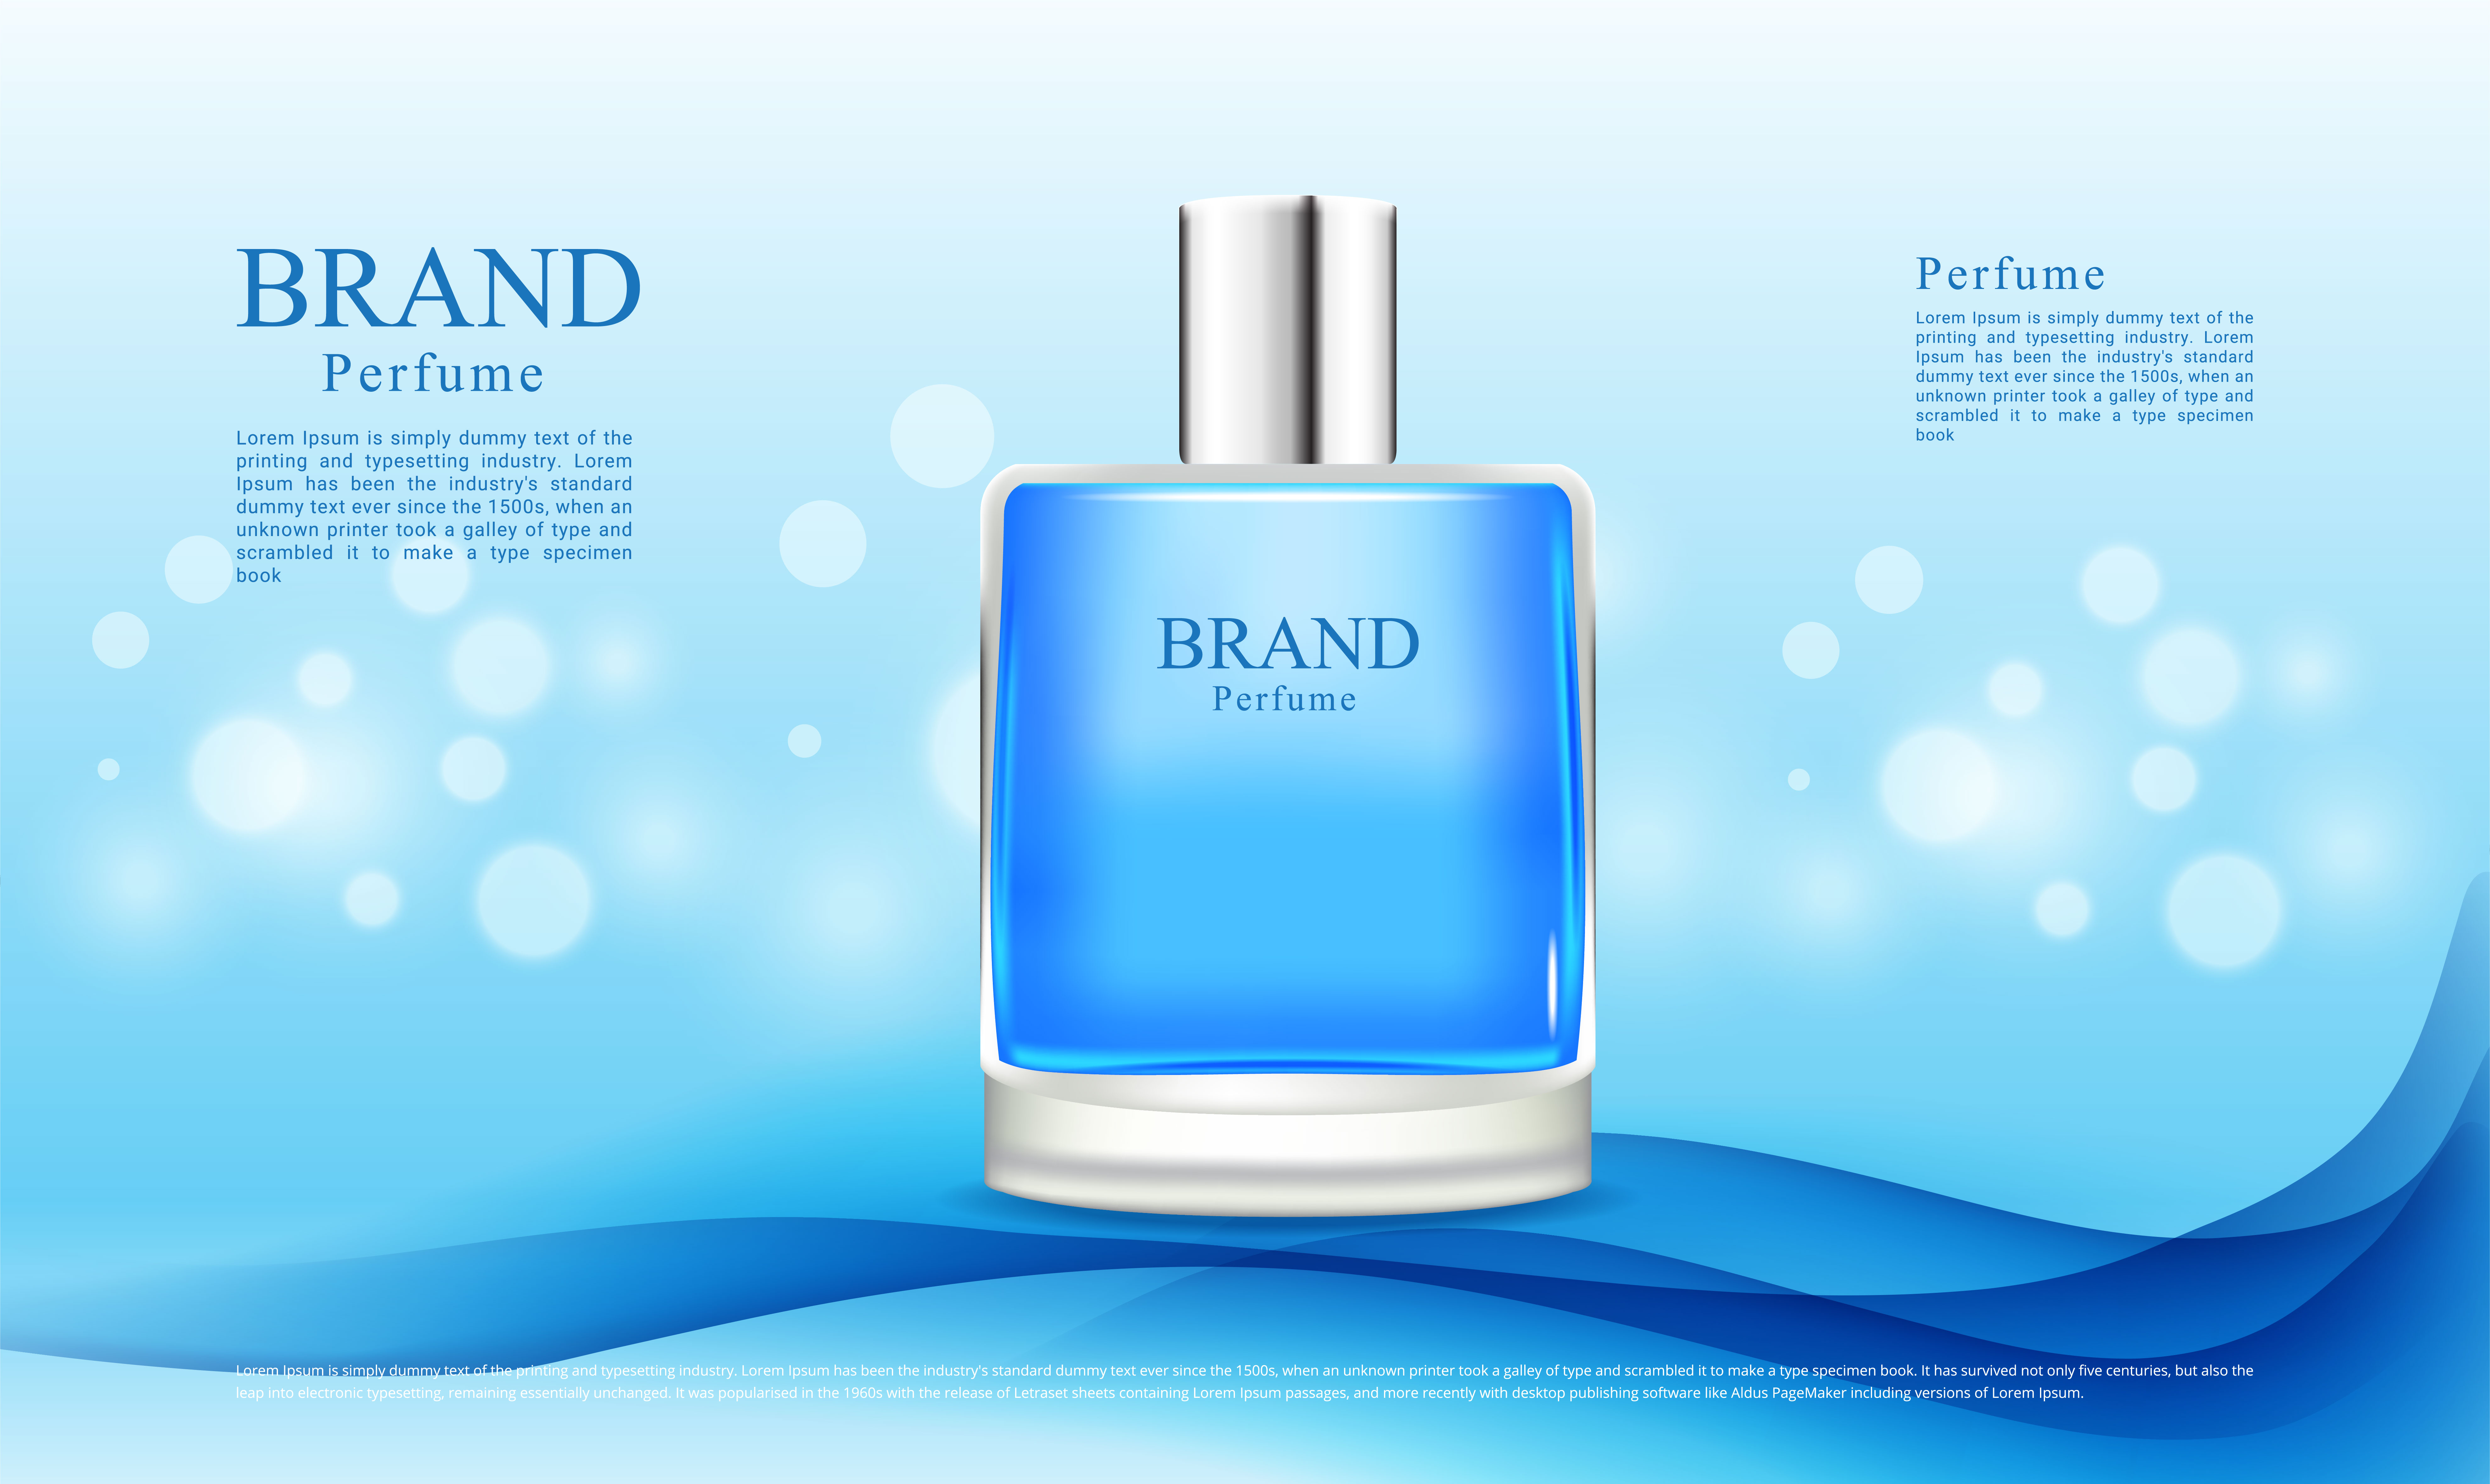 BRAND
Perfume
Lorem Ipsum is simply dummy text of the
printing and typesetting industry. Lorem
Ipsum has been the industry's standard
dummy text ever since the 1500s, when an
unknown printer took a galley of type and
scrambled it to make a type specimen
book
BRAND
Perfume
Perfume
Lorem Ipsum is simply dummy text of the
printing and typesetting industry. Lorem
Ipsum has been the industry's standard
dummy text ever since the 1500s, when an
unknown printer took a galley of type and
scrambled it to make a type specimen
book
Lorem Ipsum is simply dummy text of the printing and typesetting industry. Lorem Ipsum has been the industry's standard dummy text ever since the 1500s, when an unknown printer took a galley of type and scrambled it to make a type specimen book. It has survived not only five centuries, but also the
leap into electronic typesetting, remaining essentially unchanged. It was popularised in the 1960s with the release of Letraset sheets containing Lorem Ipsum passages, and more recently with desktop publishing software like Aldus PageMaker including versions of Lorem Ipsum.